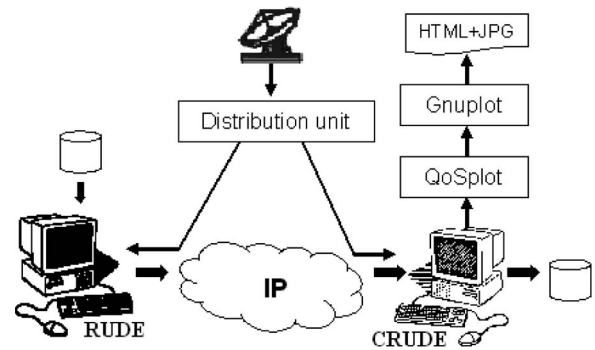 HTML+JPG
Gnuplot
Distribution unit
QoSplot
IP
RUDE
CRUDE